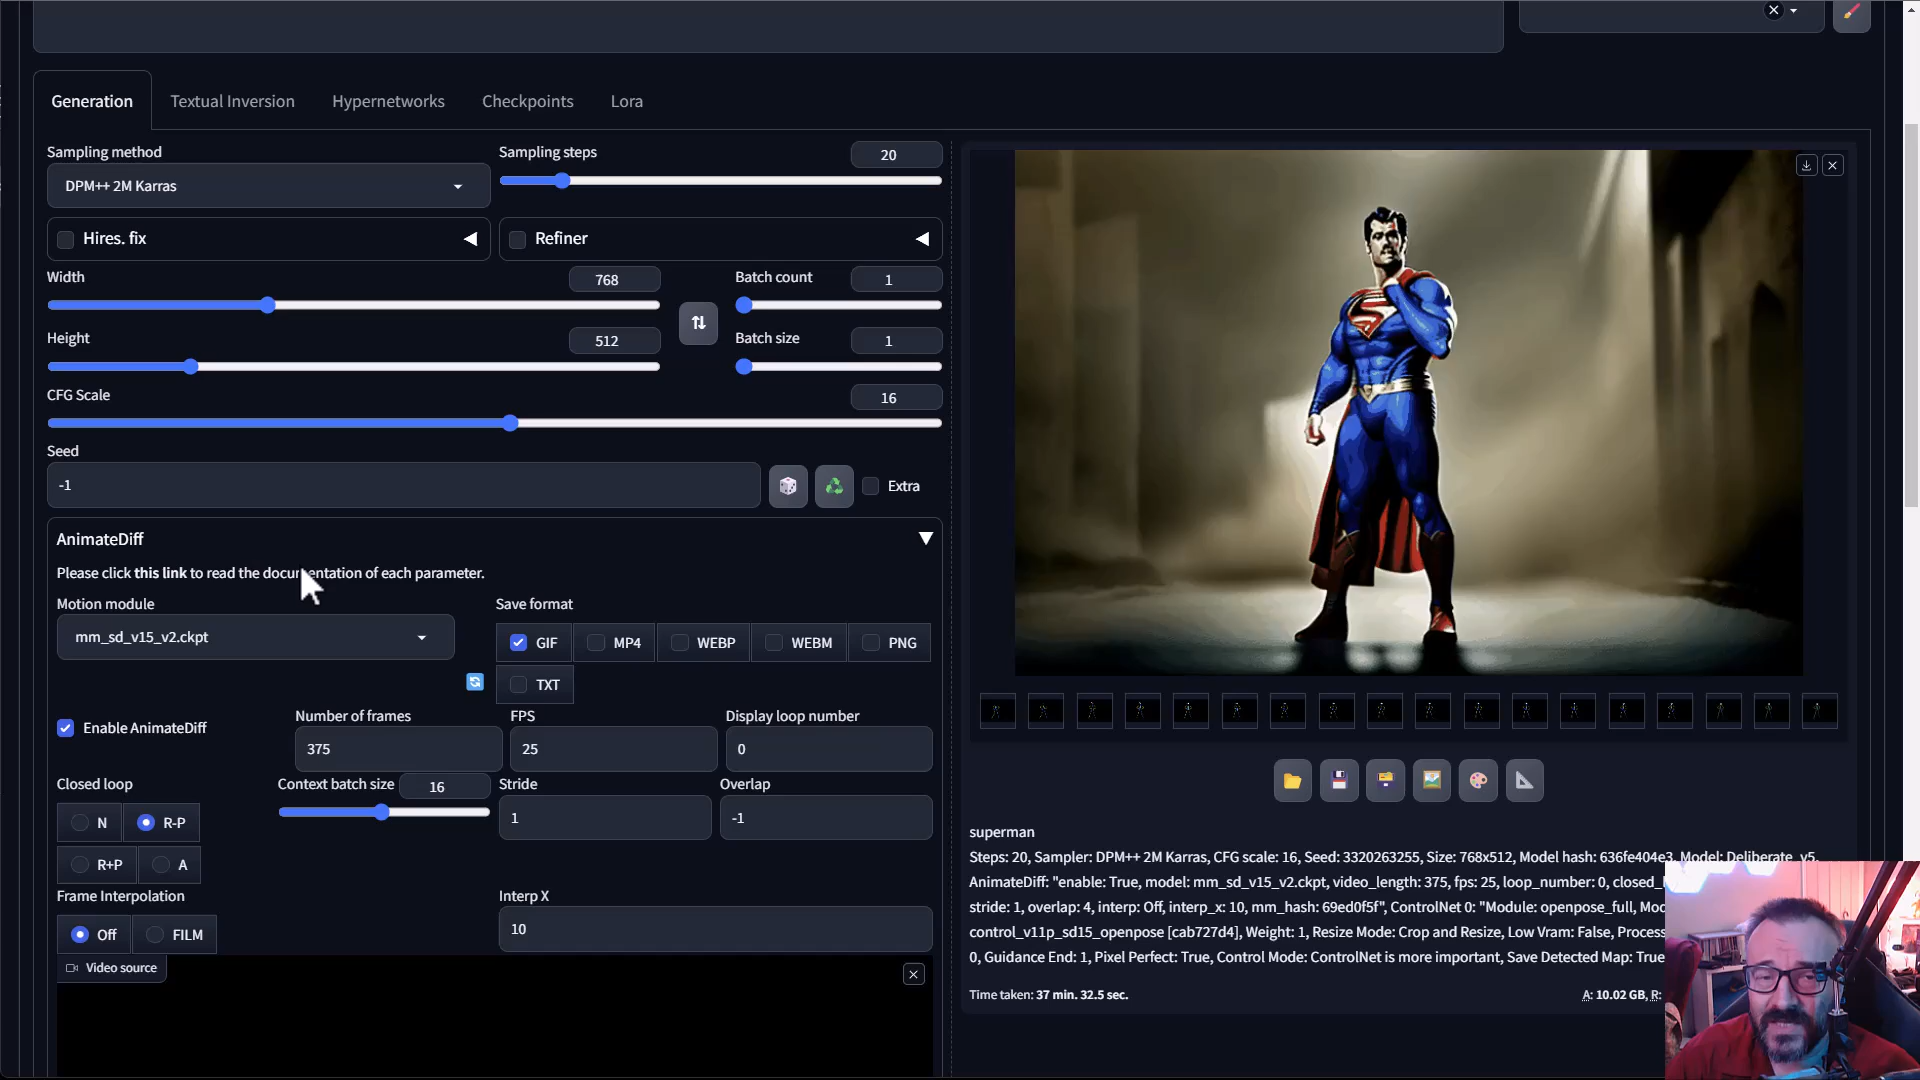 Generation
Textual Inversion
Hypernetworks
Checkpoints
Lora
Sampling method
Sampling steps
20
DPM++ 2M Karras
Hires. fix
Refiner
Width
768
Batch count
1
Height
512
Batch size
1
CFG Scale
16
Seed
-1
Extra
AnimateDiff
Please click this link to read the documentation of each parameter.
Motion module
Save format
mm_sd_v15_v2.ckpt
GIF
MP4
WEBP
WEBM
PNG
TXT
Enable AnimateDiff
Number of frames
FPS
Display loop number
375
25
0
Closed loop
Context batch size
16
Stride
Overlap
N
R-P
1
-1
R+P
A
Frame Interpolation
Interp X
Off
FILM
10
Video source
superman
Steps: 20, Sampler: DPM++ 2M Karras, CFG scale: 16, Seed: 3320263255, Size: 768x512, Model hash: 636fe404e3, Model: Deliberate_v5,
AnimateDiff: "enable: True, model: mm_sd_v15_v2.ckpt, video_length: 375, fps: 25, loop_number: 0, closed_l
stride: 1, overlap: 4, interp: Off, interp_x: 10, mm_hash: 69ed0f5f", ControlNet 0: "Module: openpose_full, Mod
control_v11p_sd15_openpose [cab727d4], Weight: 1, Resize Mode: Crop and Resize, Low Vram: False, Process
0, Guidance End: 1, Pixel Perfect: True, Control Mode: ControlNet is more important, Save Detected Map: True
Time taken: 37 min. 32.5 sec.
A: 10.02 GB, R: